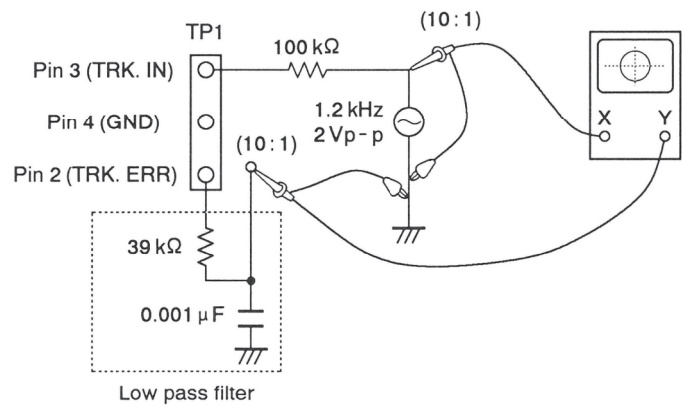 TP1
(10 : 1)
100 kΩ
Pin 3 (TRK. IN)
Pin 4 (GND)
1.2 kHz
2 Vp - p
X
Y
(10 : 1)
Pin 2 (TRK. ERR)
39 kΩ
0.001 μF
Low pass filter